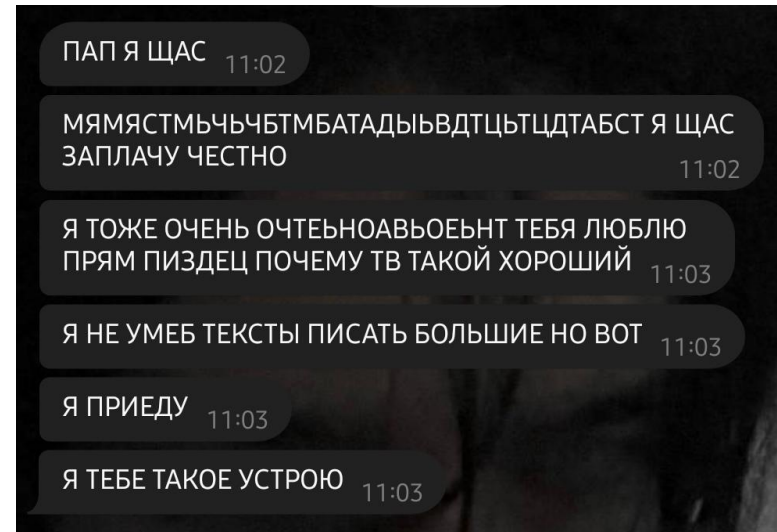 ПАП Я ЩАС 11:02
МЯМЯСТМЬЧЬЧБТМБАТАДЫЬВДТЦЬТЦДТАБСТ Я ЩАС
ЗАПЛАЧУ ЧЕСТНО 11:02
Я ТОЖЕ ОЧЕНЬ ОЧТЕЬНОАВЬОЕЬНТ ТЕБЯ ЛЮБЛЮ
ПРЯМ ПИЗДЕЦ ПОЧЕМУ ТВ ТАКОЙ ХОРОШИЙ 11:03
Я НЕ УМЕБ ТЕКСТЫ ПИСАТЬ БОЛЬШИЕ НО ВОТ 11:03
Я ПРИЕДУ 11:03
Я ТЕБЕ ТАКОЕ УСТРОЮ 11:03